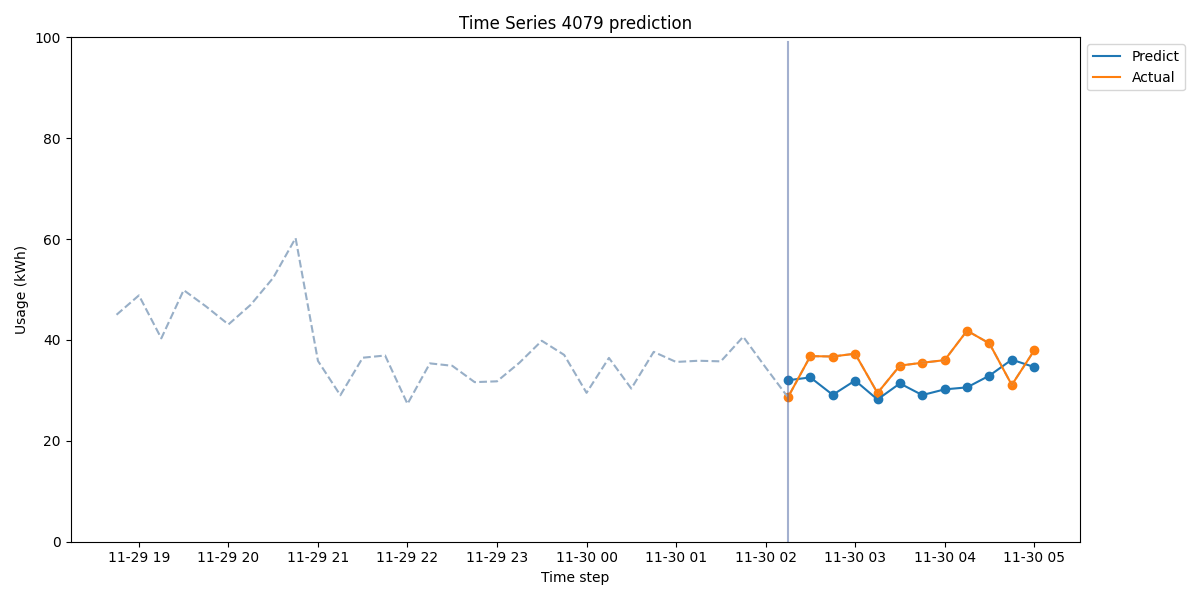 Time Series 4079 prediction
100
80
60
40
20
0
Usage (kWh)
11-29 19 11-29 20 11-29 21 11-29 22 11-29 23 11-30 00 11-30 01 11-30 02 11-30 03 11-30 04 11-30 05
Time step
Predict
Actual